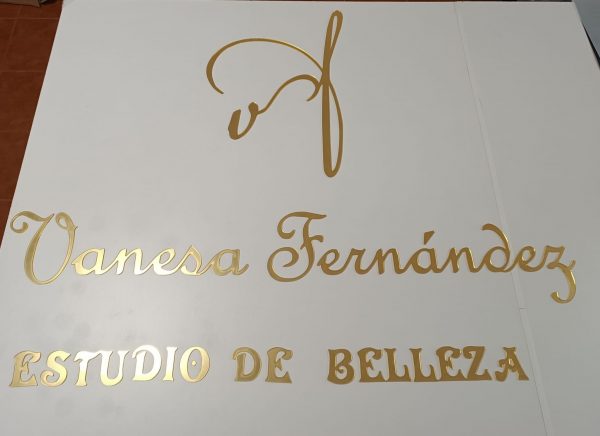 vf
Vanesa Fernández
ESTUDIO DE BELLEZA